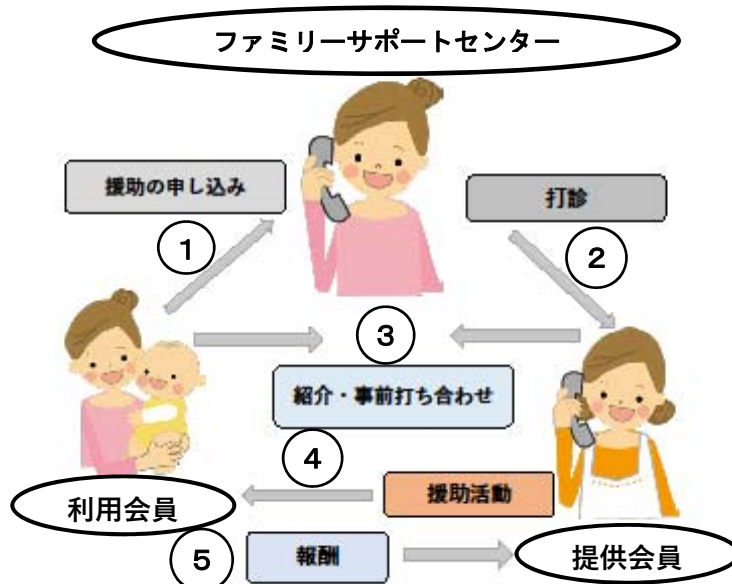 ファミリーサポートセンター
援助の申し込み
打診
１
２
３
紹介・事前打ち合わせ
４
援助活動
利用会員
５
報酬
提供会員